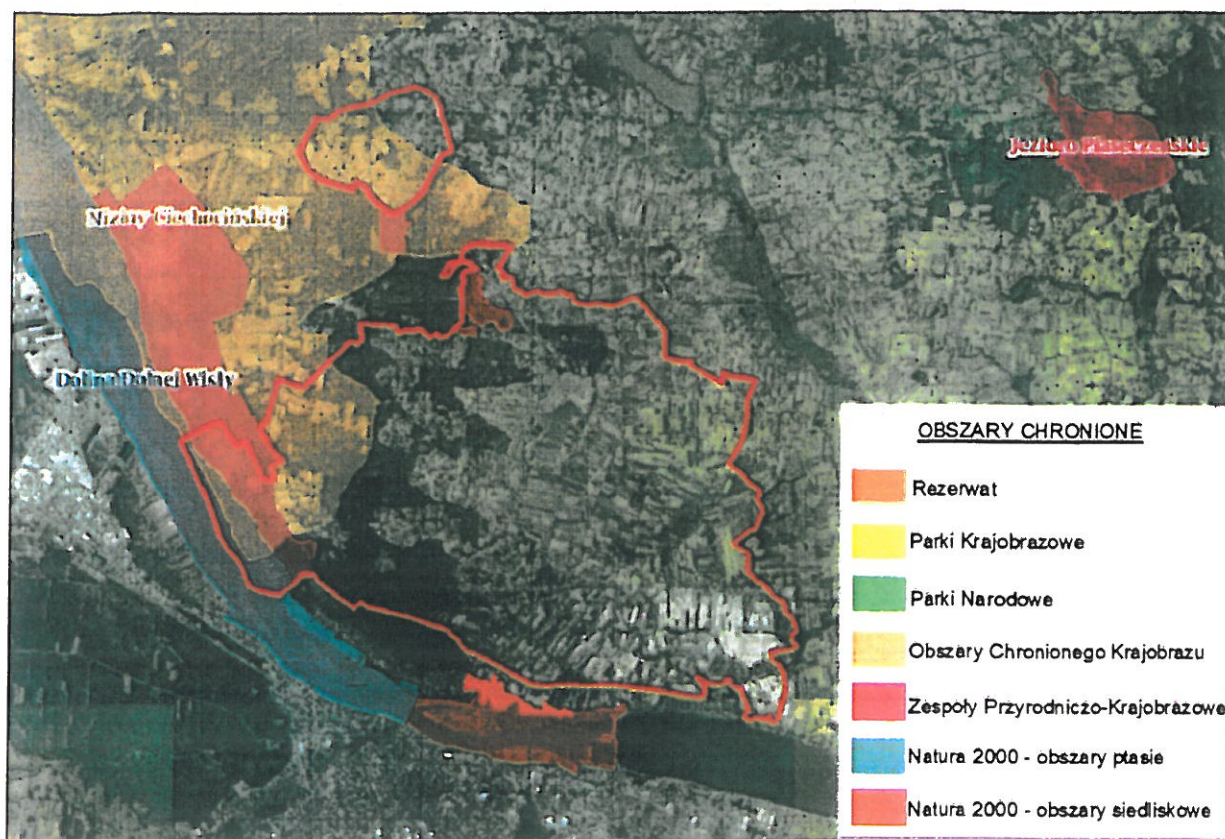 Jezioro
Niziny Ciechocińskiej
Dolina Dolnej Wisły
OBSZARY CHRONIONE
Rezerwat
Parki Krajobrazowe
Parki Narodowe
Obszary Chronionego Krajobrazu
Zespoły Przyrodniczo-Krajobrazowe
Natura 2000 - obszary ptasie
Natura 2000 - obszary siedliskowe